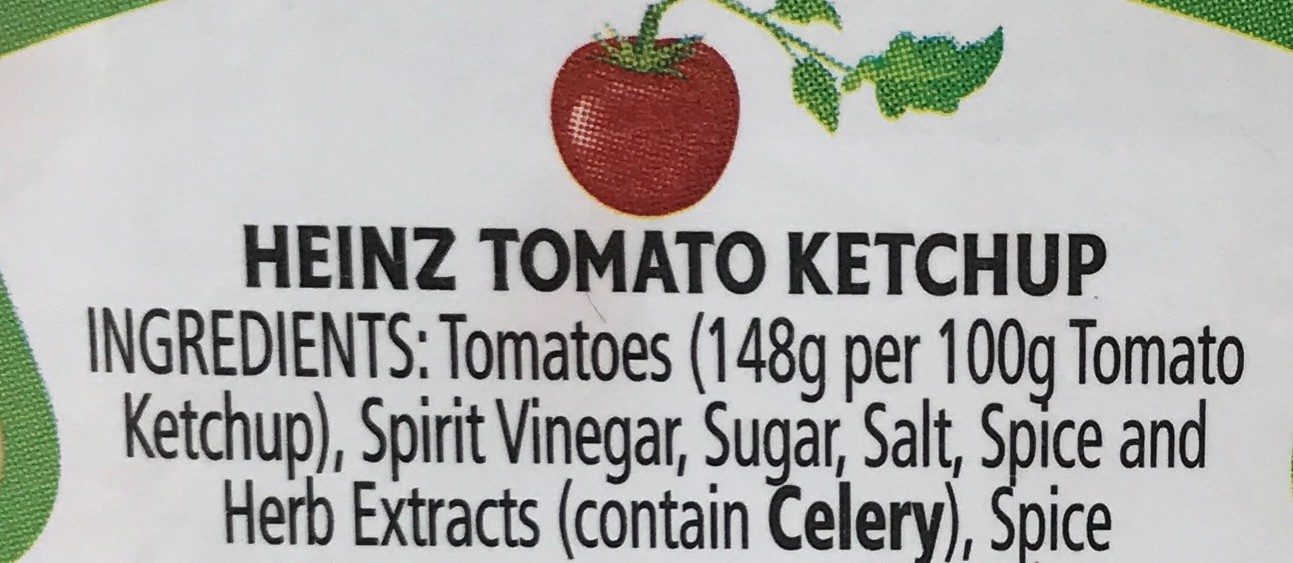 HEINZ TOMATO KETCHUP
INGREDIENTS: Tomatoes (148g per 100g Tomato
Ketchup), Spirit Vinegar, Sugar, Salt, Spice and
Herb Extracts (contain Celery), Spice